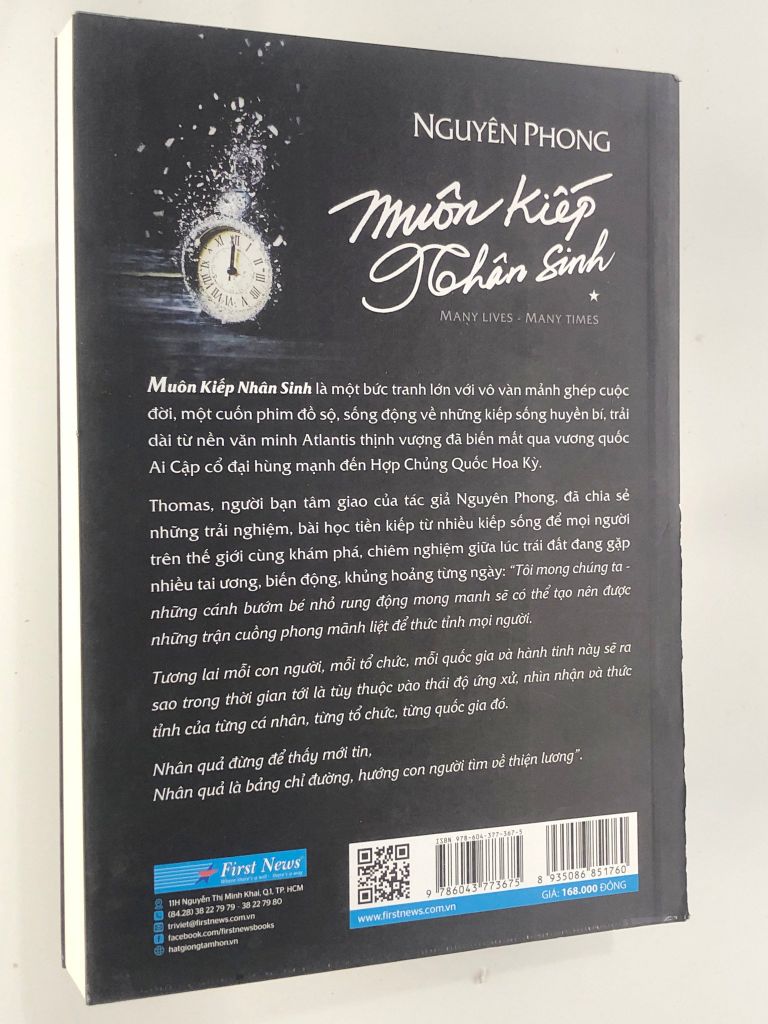 NGUYÊN PHONG
Muôn Kiếp
Nhân Sinh
MANY LIVES - MANY TIMES
Muôn Kiếp Nhân Sinh là một bức tranh lớn với vô vàn mảnh ghép cuộc
đời, một cuốn phim đồ sộ, sống động về những kiếp sống huyền bí, trải
dài từ nền văn minh Atlantis thịnh vượng đã biến mất qua vương quốc
Ai Cập cổ đại hùng mạnh đến Hợp Chủng Quốc Hoa Kỳ.
Thomas, người bạn tâm giao của tác giả Nguyên Phong, đã chia sẻ
những trải nghiệm, bài học tiền kiếp từ nhiều kiếp sống để mọi người
trên thế giới cùng khám phá, chiêm nghiệm giữa lúc trái đất đang gặp
nhiều tai ương, biến động, khủng hoảng từng ngày: “Tôi mong chúng ta -
những cánh bướm bé nhỏ rung động mong manh sẽ có thể tạo nên được
những trận cuồng phong mãnh liệt để thức tỉnh mọi người.
Tương lai mỗi con người, mỗi tổ chức, mỗi quốc gia và hành tinh này sẽ ra
sao trong thời gian tới là tùy thuộc vào thái độ ứng xử, nhìn nhận và thức
tỉnh của từng cá nhân, từng tổ chức, từng quốc gia đó.
Nhân quả đừng để thấy mới tin,
Nhân quả là bảng chỉ đường, hướng con người tìm về thiện lương”.
First News
Where there's a will - there's a way
11H Nguyễn Thị Minh Khai, Q.1, TP. HCM
(84.28) 38 22 79 79 - 38 22 79 80
triviet@firstnews.com.vn
facebook.com/firstnewsbooks
hatgiongtamhon.vn
www.firstnews.com.vn
ISBN 978-604-377-367-5
9 786043 773675
8 935086 851760
GIÁ: 168.000 ĐỒNG